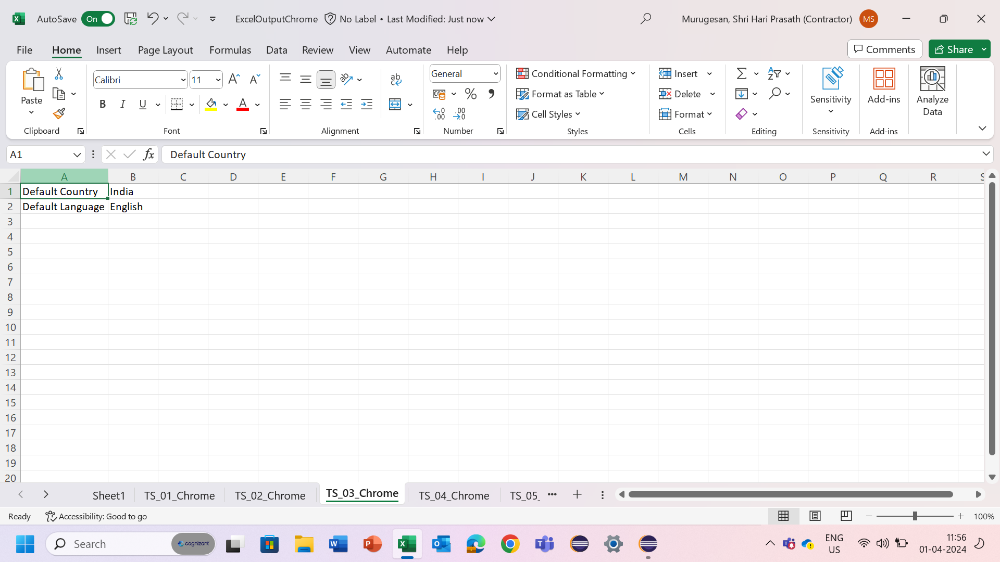 AutoSave On ExcelOutputChrome No Label • Last Modified: Just now Murugesan, Shri Hari Prasath (Contractor) MS
File Home Insert Page Layout Formulas Data Review View Automate Help Comments Share
Paste
Clipboard
Calibri 11
B I U
Font
Alignment
General
Number
Conditional Formatting
Format as Table
Cell Styles
Styles
Insert
Delete
Format
Cells
Editing
Sensitivity
Sensitivity
Add-ins
Add-ins
Analyze
Data
A1 fx Default Country
A B C D E F G H I J K L M N O P Q R S
1 Default Country India
2 Default Language English
3
4
5
6
7
8
9
10
11
12
13
14
15
16
17
18
19
20
Sheet1 TS_01_Chrome TS_02_Chrome TS_03_Chrome TS_04_Chrome TS_05_
Ready Accessibility: Good to go 100%
Search cognizant ENG
US
11:56
01-04-2024